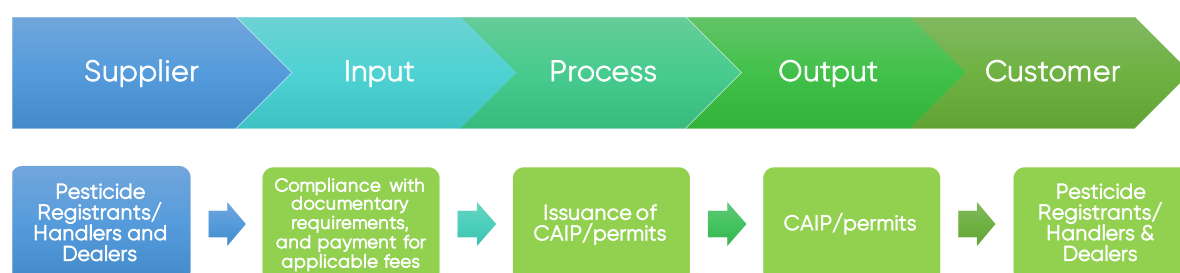 Supplier
Input
Process
Output
Customer
Pesticide
Registrants/
Handlers and
Dealers
Compliance with
documentary
requirements,
and payment for
applicable fees
Issuance of
CAIP/permits
CAIP/permits
Pesticide
Registrants/
Handlers &
Dealers